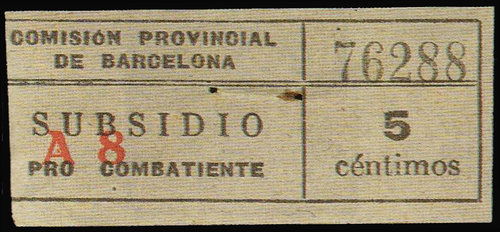 COMISIÓN PROVINCIAL
DE BARCELONA
76288
SUBSIDIO
A 8
PRO COMBATIENTE
5
céntimos